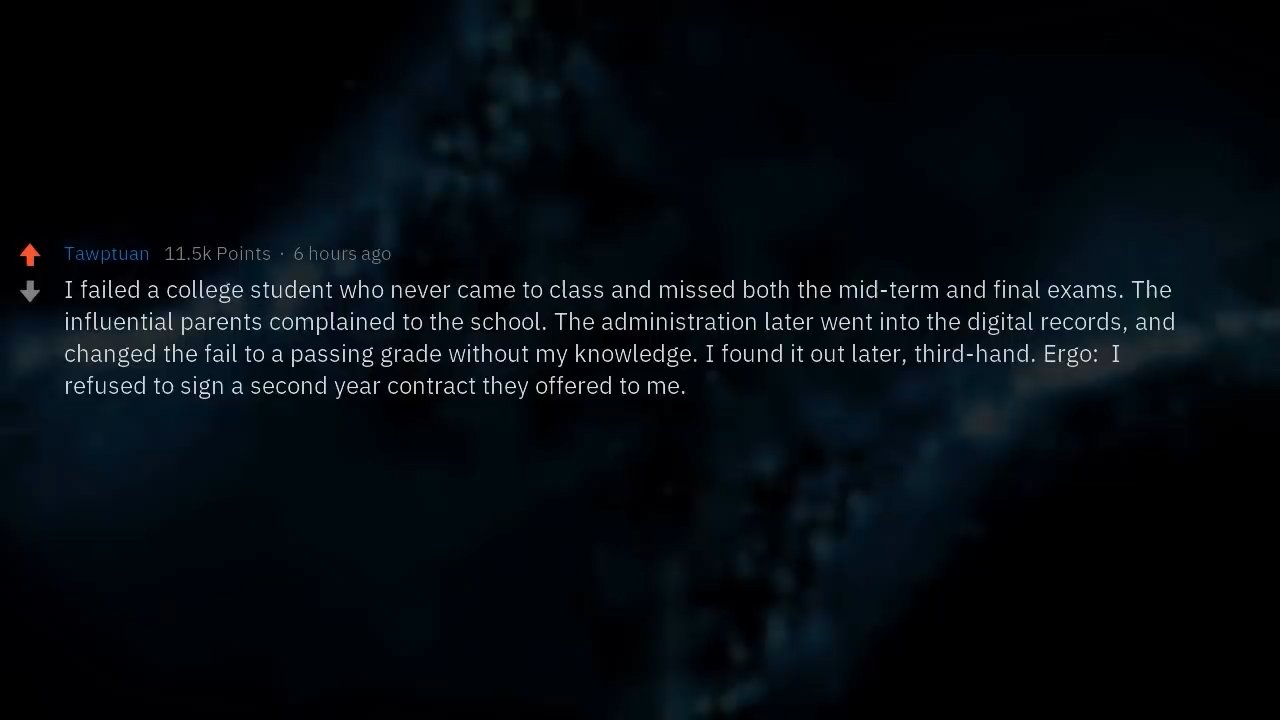 Tawptuan 11.5k Points · 6 hours ago
I failed a college student who never came to class and missed both the mid-term and final exams. The
influential parents complained to the school. The administration later went into the digital records, and
changed the fail to a passing grade without my knowledge. I found it out later, third-hand. Ergo:  I
refused to sign a second year contract they offered to me.